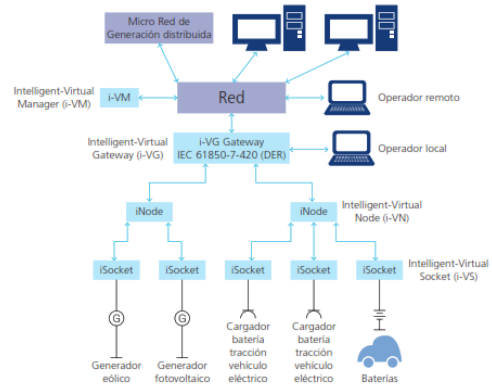 Micro Red de
Generación distribuida
Intelligent-Virtual
Manager (i-VM)
i-VM
Red
Operador remoto
Intelligent-Virtual
Gateway (i-VG)
i-VG Gateway
IEC 61850-7-420 (DER)
Operador local
iNode
iNode
Intelligent-Virtual
Node (i-VN)
iSocket
iSocket
iSocket
iSocket
iSocket
Intelligent-Virtual
Socket (i-VS)
G
G
Generador
eólico
Generador
fotovoltaico
Cargador
batería
tracción
vehículo
eléctrico
Cargador
batería
tracción
vehículo
eléctrico
Baterías